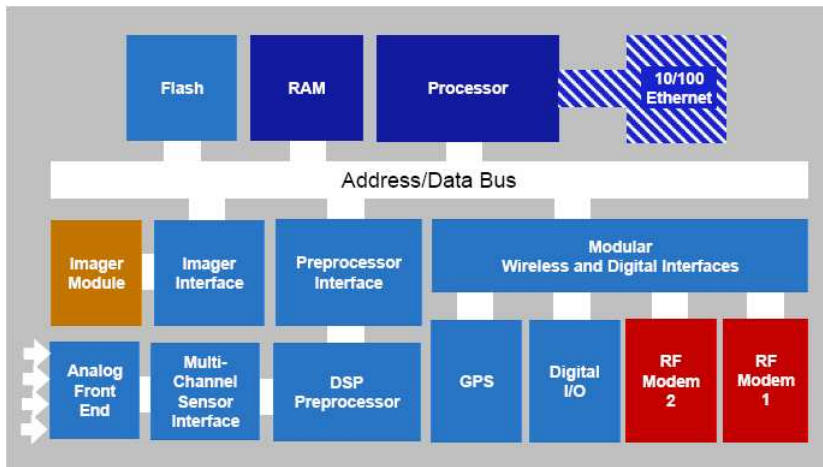 Flash
RAM
Processor
10/100
Ethernet
Address/Data Bus
Imager
Module
Imager
Interface
Preprocessor
Interface
Modular
Wireless and Digital Interfaces
Analog
Front
End
Multi-
Channel
Sensor
Interface
DSP
Preprocessor
GPS
Digital
I/O
RF
Modem
2
RF
Modem
1